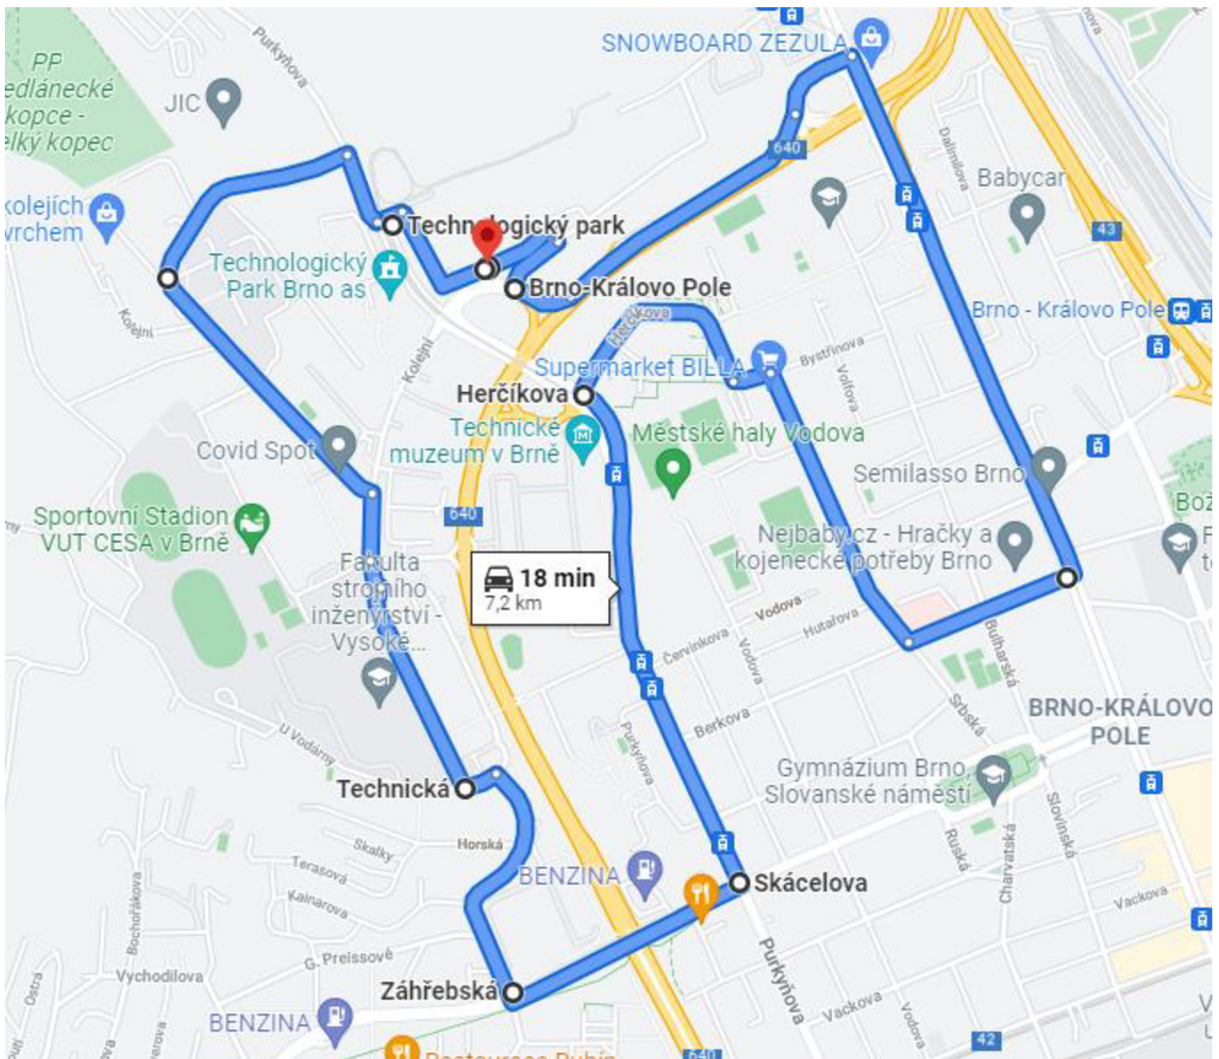 SNOWBOARD ZEZULA
Purkyňova
PP
edlánecké
kopce -
elký kopec
JIC
640
Dalimilova
Babycar
kolejích
vrchem
Technologický park
43
Technologický
Park Brno as
Brno-Královo Pole
Kolejní
Herčíkova
Brno - Královo Pole
Kolejní
Supermarket BILLA
Bystřinova
Volfova
Herčíkova
Technické
muzeum v Brně
Městské haly Vodova
Covid Spot
Semilasso Brno
Sportovní Stadion
VUT CESA v Brně
640
Nejbaby.cz - Hračky a
kojenecké potřeby Brno
Bož
F
Fakulta
strojního
inženýrství -
Vysoké...
18 min
7,2 km
Vodova
Hutařova
Červinkova
Vodova
Bulharská
Srbská
BRNO-KRÁLOVO
POLE
Berkova
Purkyňova
U Vodárny
Gymnázium Brno,
Slovanské náměstí
Technická
Slovinská
Ruská
Charvatská
Horská
Skalky
Terasová
Kainarova
BENZINA
Skácelova
Vackova
Bochořákova
G. Preissové
Purkyňova
Vychodilova
Záhřebská
Ostra
Vackova
Vodova
BENZINA
42
640